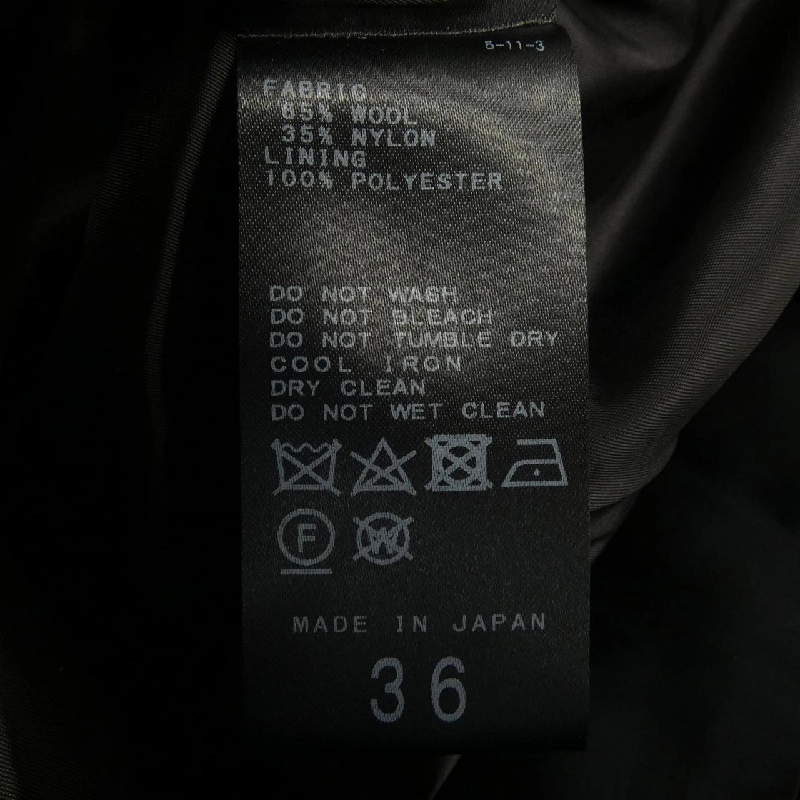 5-11-3
FABRIC
65% WOOL
35% NYLON
LINING
100% POLYESTER
DO NOT WASH
DO NOT BLEACH
DO NOT TUMBLE DRY
COOL IRON
DRY CLEAN
DO NOT WET CLEAN
F W
MADE IN JAPAN
36